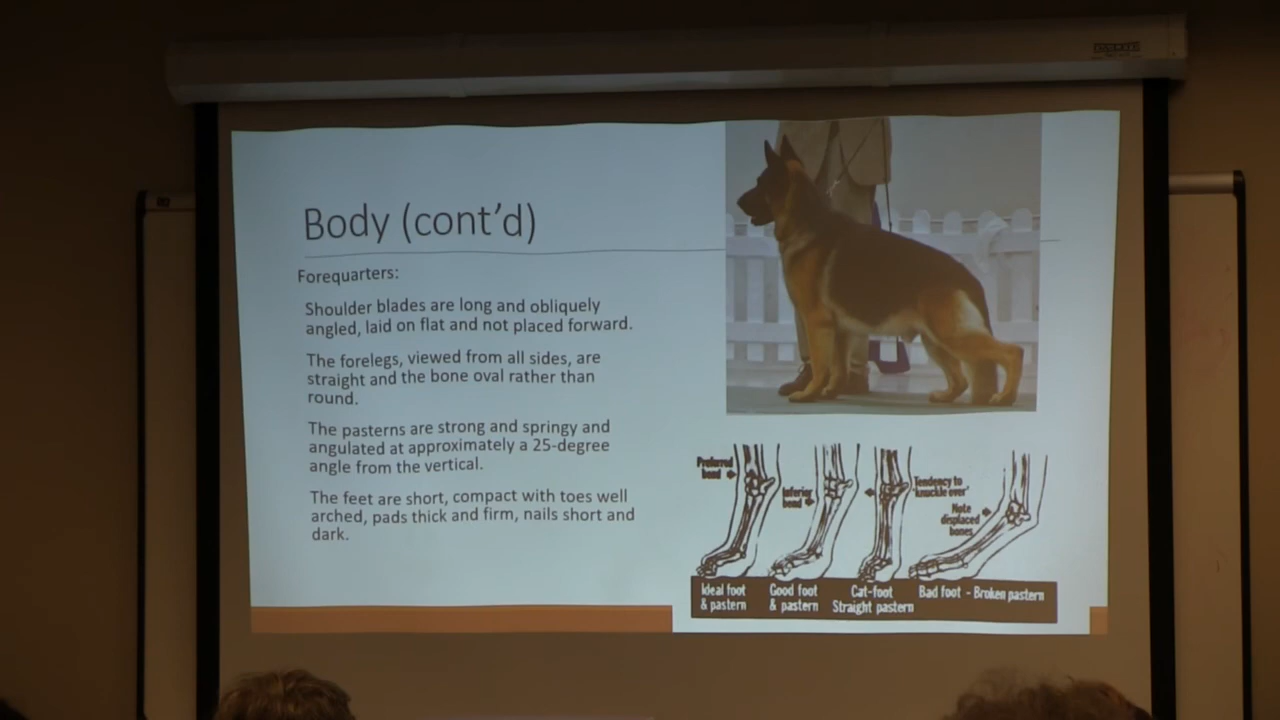 Body (cont'd)
Forequarters:
Shoulder blades are long and obliquely
angled, laid on flat and not placed forward.
The forelegs, viewed from all sides, are
straight and the bone oval rather than
round.
The pasterns are strong and springy and
angulated at approximately a 25-degree
angle from the vertical.
The feet are short, compact with toes well
arched, pads thick and firm, nails short and
dark.
Preferred
bend
Inferior
bend
Tendency to
"knuckle over"
Note
displaced
bones
Ideal foot
& pastern
Good foot
& pastern
Cat-foot
Straight pastern
Bad foot - Broken pastern